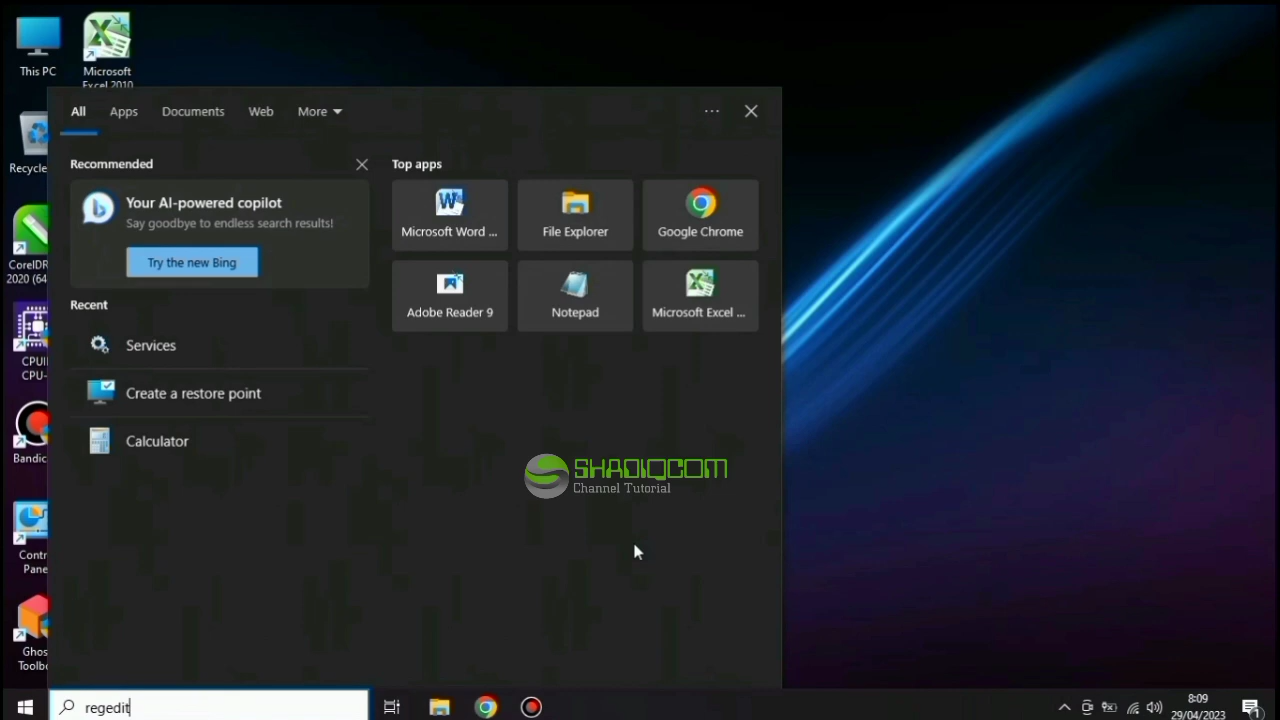 This PC
Microsoft
Excel 2010
Recycle
CorelDR
2020 (64
CPUI
CPU-
Bandic
Contr
Pane
Ghos
Toolbo
All
Apps
Documents
Web
More
Recommended
Your AI-powered copilot
Say goodbye to endless search results!
Try the new Bing
Recent
Services
Create a restore point
Calculator
Top apps
Microsoft Word ...
File Explorer
Google Chrome
Adobe Reader 9
Notepad
Microsoft Excel ...
SHADIQCOM
Channel Tutorial
regedit
8:09
29/04/2023
1